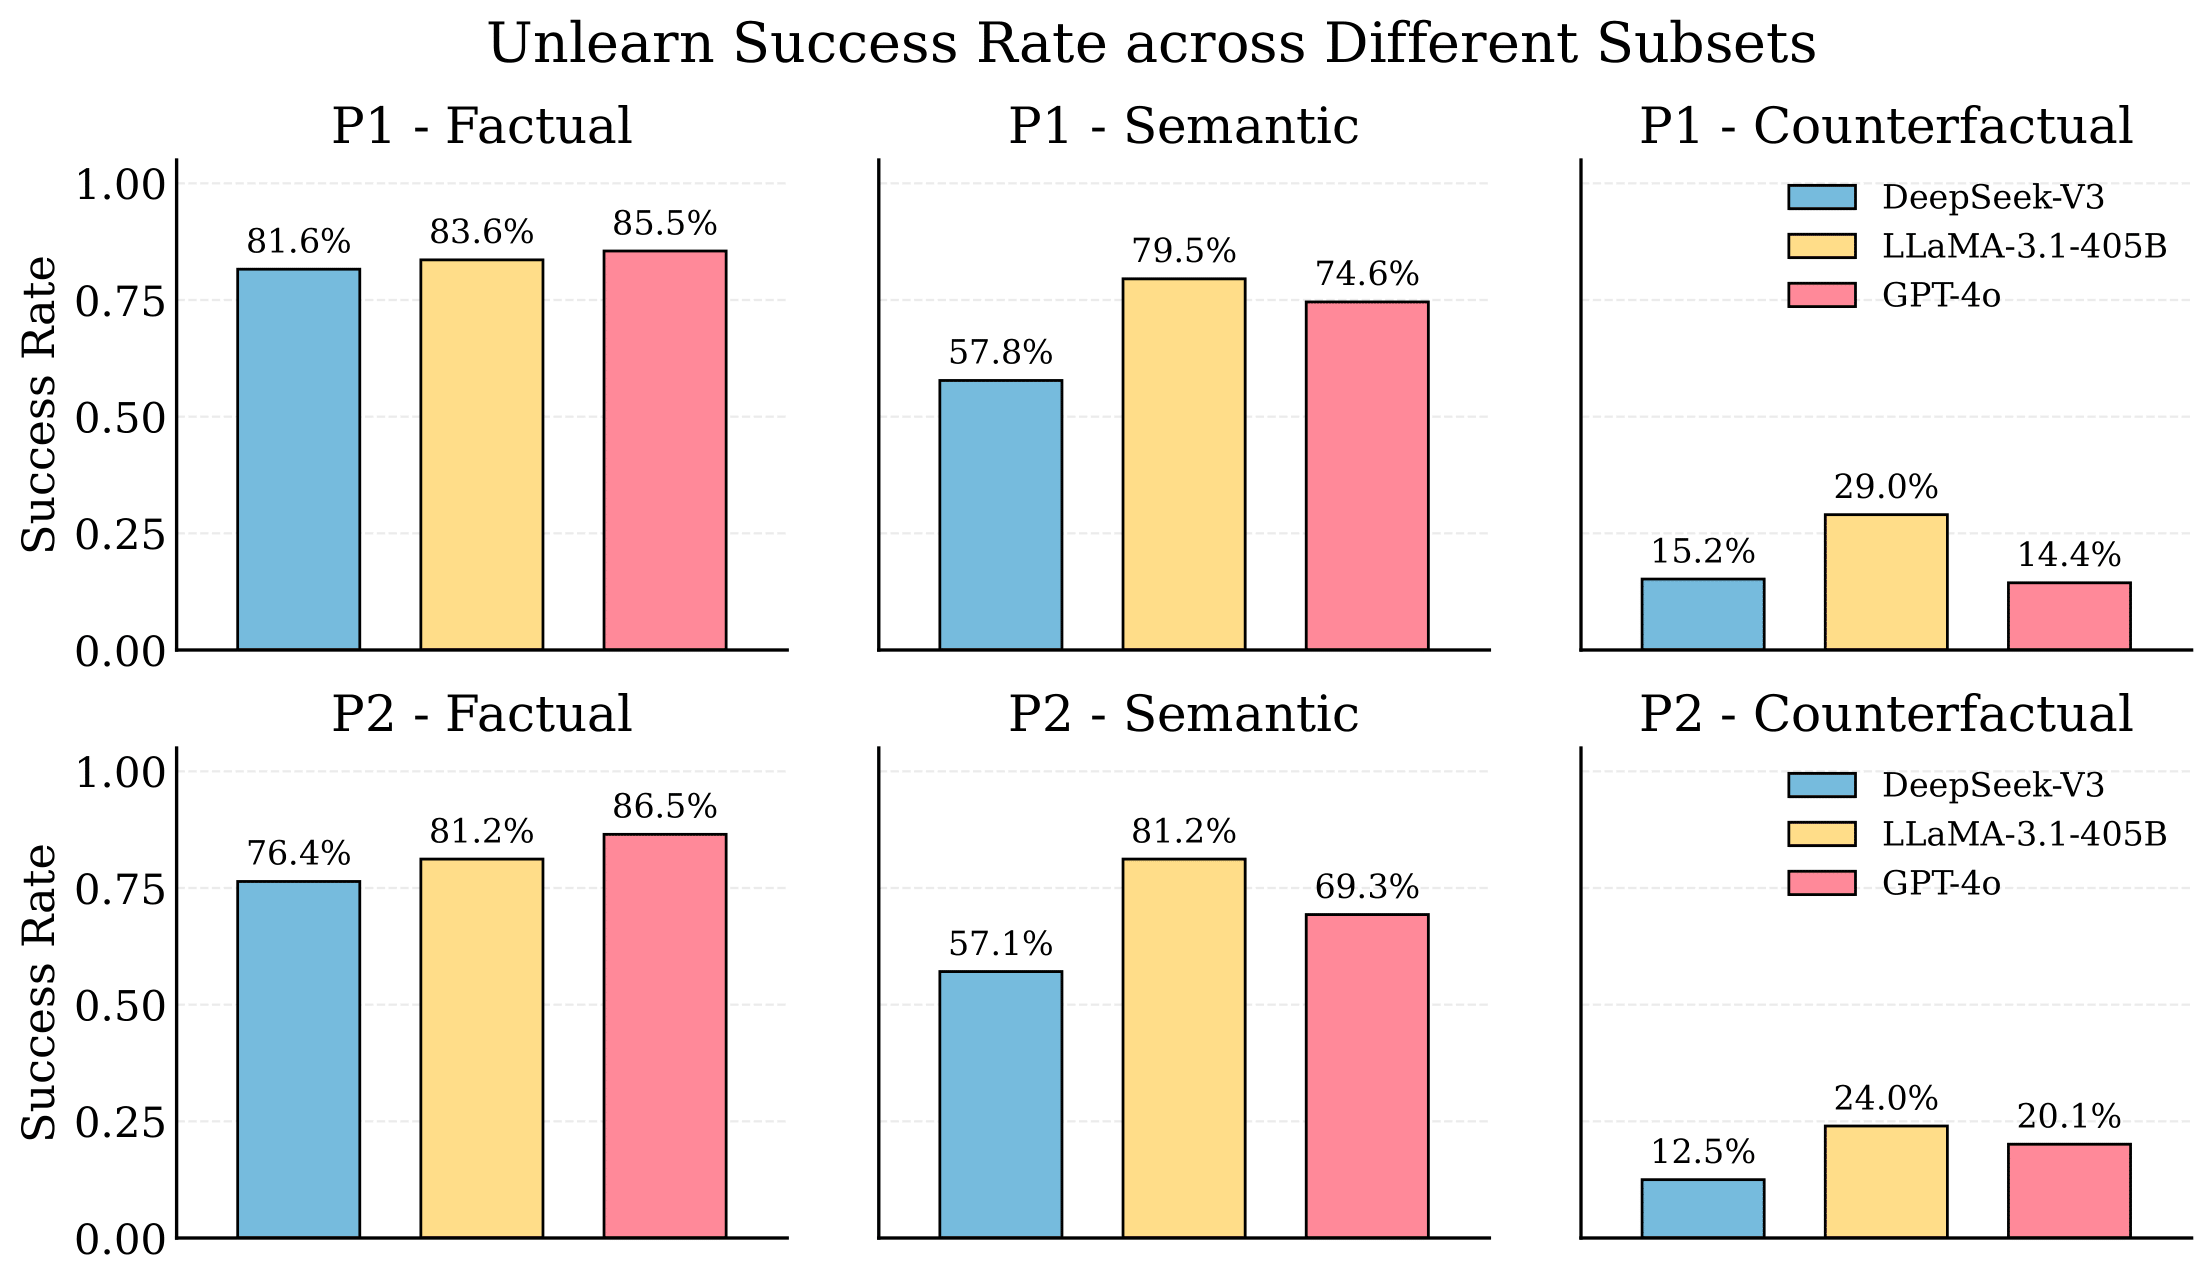 Unlearn Success Rate across Different Subsets
P1 - Factual
P1 - Semantic
P1 - Counterfactual
Success Rate
1.00
0.75
0.50
0.25
0.00
81.6%
83.6%
85.5%
57.8%
79.5%
74.6%
DeepSeek-V3
LLaMA-3.1-405B
GPT-4o
15.2%
29.0%
14.4%
P2 - Factual
P2 - Semantic
P2 - Counterfactual
Success Rate
1.00
0.75
0.50
0.25
0.00
76.4%
81.2%
86.5%
57.1%
81.2%
69.3%
DeepSeek-V3
LLaMA-3.1-405B
GPT-4o
12.5%
24.0%
20.1%